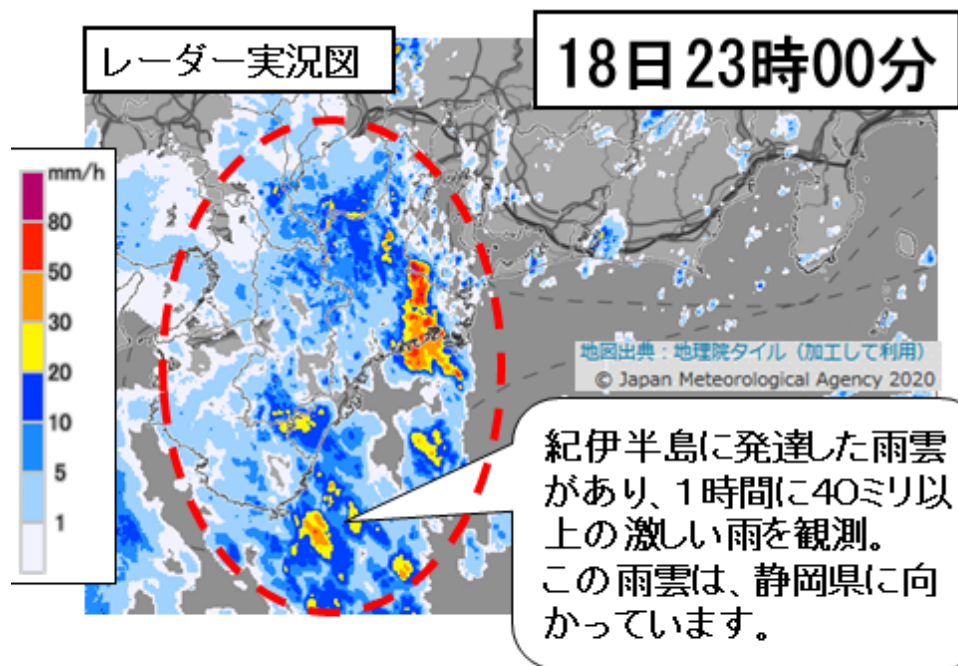 レーダー実況図
18日23時00分
mm/h
80
50
30
20
10
5
1
地図出典：地理院タイル（加工して利用）
© Japan Meteorological Agency 2020
紀伊半島に発達した雨雲
があり、1時間に40ミリ以
上の激しい雨を観測。
この雨雲は、静岡県に向
かっています。